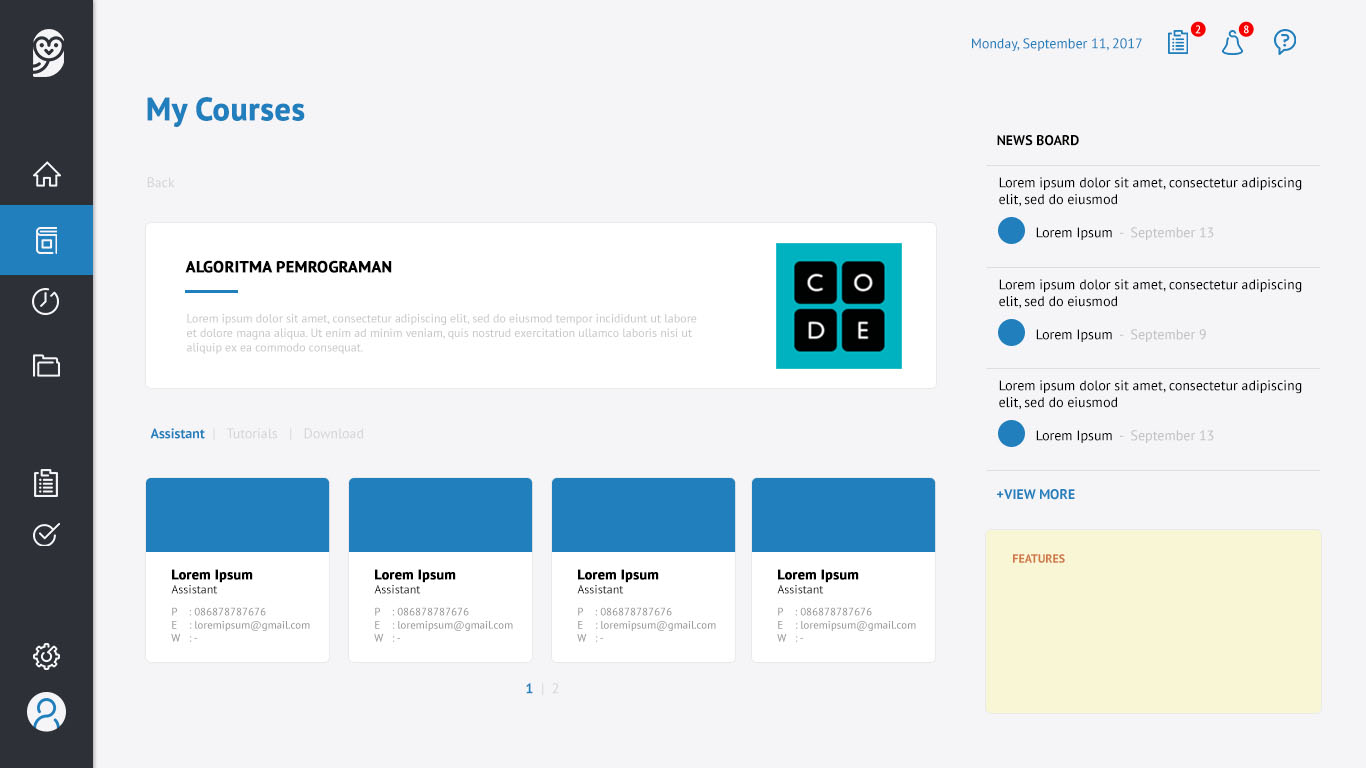 Monday, September 11, 2017
2
8
My Courses
Back
ALGORITMA PEMROGRAMAN
Lorem ipsum dolor sit amet, consectetur adipiscing elit, sed do eiusmod tempor incididunt ut labore
et dolore magna aliqua. Ut enim ad minim veniam, quis nostrud exercitation ullamco laboris nisi ut
aliquip ex ea commodo consequat.
C O
D E
Assistant | Tutorials | Download
Lorem Ipsum
Assistant
P : 086878787676
E : loremipsum@gmail.com
W : -
Lorem Ipsum
Assistant
P : 086878787676
E : loremipsum@gmail.com
W : -
Lorem Ipsum
Assistant
P : 086878787676
E : loremipsum@gmail.com
W : -
Lorem Ipsum
Assistant
P : 086878787676
E : loremipsum@gmail.com
W : -
1 | 2
NEWS BOARD
Lorem ipsum dolor sit amet, consectetur adipiscing
elit, sed do eiusmod
Lorem Ipsum - September 13
Lorem ipsum dolor sit amet, consectetur adipiscing
elit, sed do eiusmod
Lorem Ipsum - September 9
Lorem ipsum dolor sit amet, consectetur adipiscing
elit, sed do eiusmod
Lorem Ipsum - September 13
+VIEW MORE
FEATURES